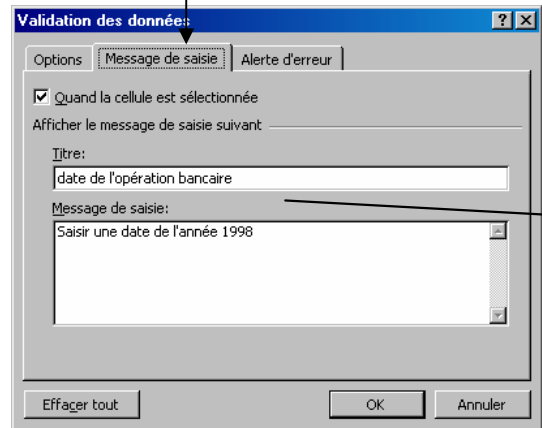 Validation des données
Options Message de saisie Alerte d'erreur
Quand la cellule est sélectionnée
Afficher le message de saisie suivant
Titre:
date de l'opération bancaire
Message de saisie:
Saisir une date de l'année 1998
Effacer tout OK Annuler